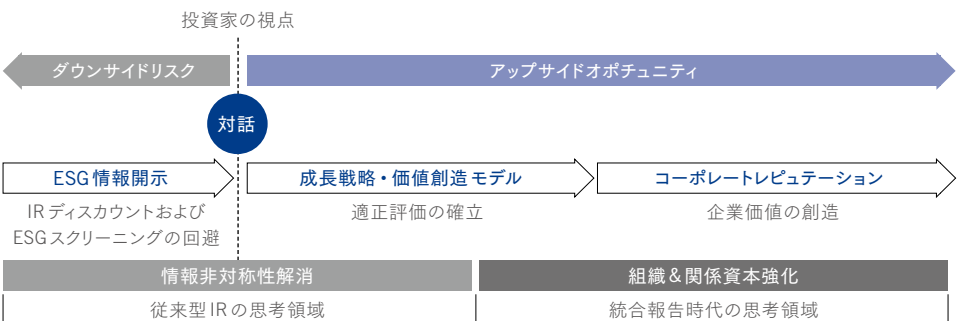 投資家の視点
ダウンサイドリスク
アップサイドオポチュニティ
対話
ESG情報開示
成長戦略・価値創造モデル
コーポレートレピュテーション
IRディスカウントおよび
ESGスクリーニングの回避
適正評価の確立
企業価値の創造
情報非対称性解消
組織&関係資本強化
従来型IRの思考領域
統合報告時代の思考領域